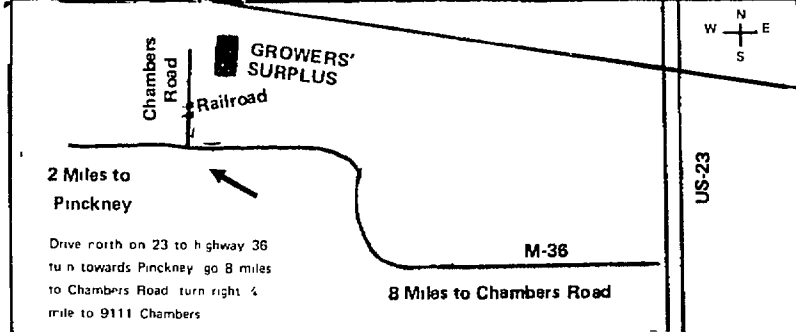 N
W E
S
GROWERS'
SURPLUS
Chambers
Road
Railroad
US-23
2 Miles to
Pinckney
M-36
8 Miles to Chambers Road
Drive north on 23 to highway 36
turn towards Pinckney go 8 miles
to Chambers Road turn right
mile to 9111 Chambers